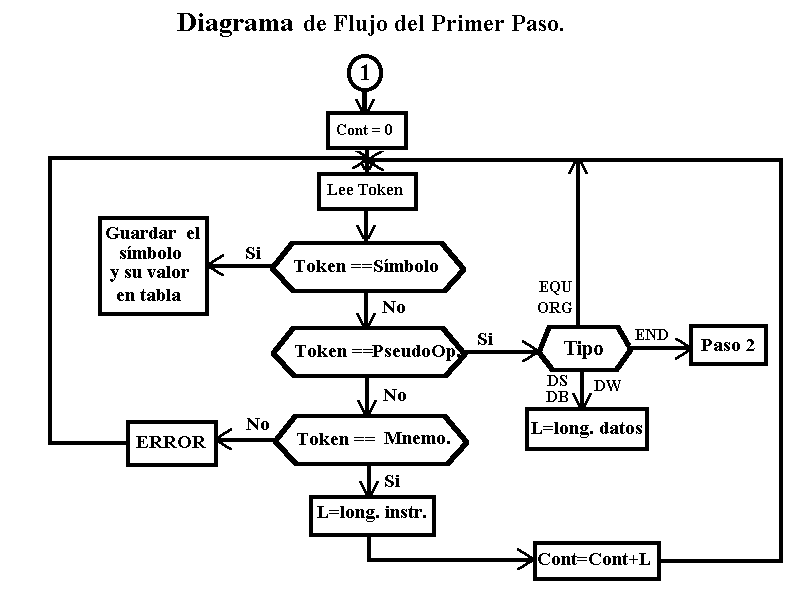 Diagrama de Flujo del Primer Paso.
1
Cont = 0
Lee Token
Guardar el
símbolo
y su valor
en tabla
Si
Token ==Símbolo
No
EQU
ORG
Token ==PseudoOp.
Si
Tipo
END
Paso 2
No
DS
DB
DW
L=long. datos
ERROR
No
Token == Mnemo.
Si
L=long. instr.
Cont=Cont+L